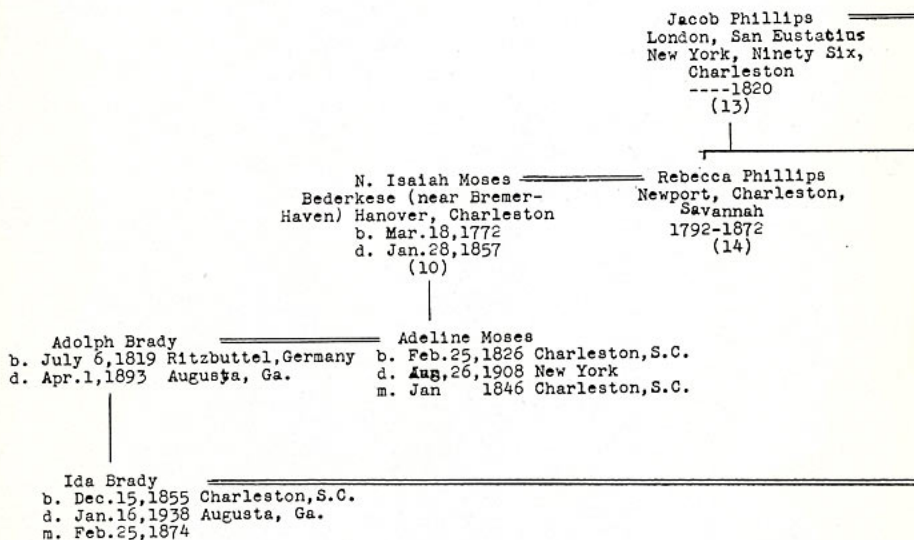 Jacob Phillips
London, San Eustatius
New York, Ninety Six,
Charleston
----1820
(13)
N. Isaiah Moses
Bederkese (near Bremer-
Haven) Hanover, Charleston
b. Mar.18,1772
d. Jan.28,1857
(10)
Rebecca Phillips
Newport, Charleston,
Savannah
1792-1872
(14)
Adolph Brady
b. July 6,1819 Ritzbuttel,Germany
d. Apr.1,1893 Augusta, Ga.
Adeline Moses
b. Feb.25,1826 Charleston,S.C.
d. Aug,26,1908 New York
m. Jan 1846 Charleston,S.C.
Ida Brady
b. Dec.15,1855 Charleston,S.C.
d. Jan.16,1938 Augusta, Ga.
m. Feb.25,1874